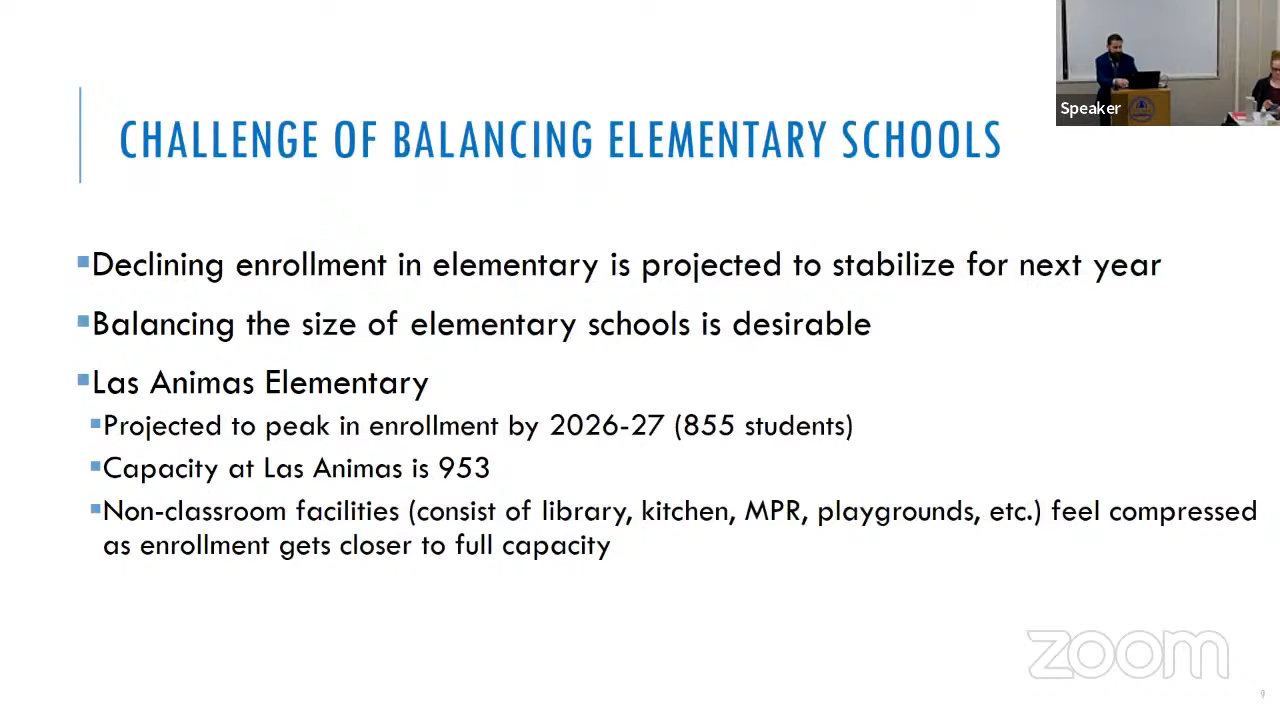 Speaker
CHALLENGE OF BALANCING ELEMENTARY SCHOOLS
Declining enrollment in elementary is projected to stabilize for next year
Balancing the size of elementary schools is desirable
Las Animas Elementary
Projected to peak in enrollment by 2026-27 (855 students)
Capacity at Las Animas is 953
Non-classroom facilities (consist of library, kitchen, MPR, playgrounds, etc.) feel compressed
as enrollment gets closer to full capacity
zoom
9